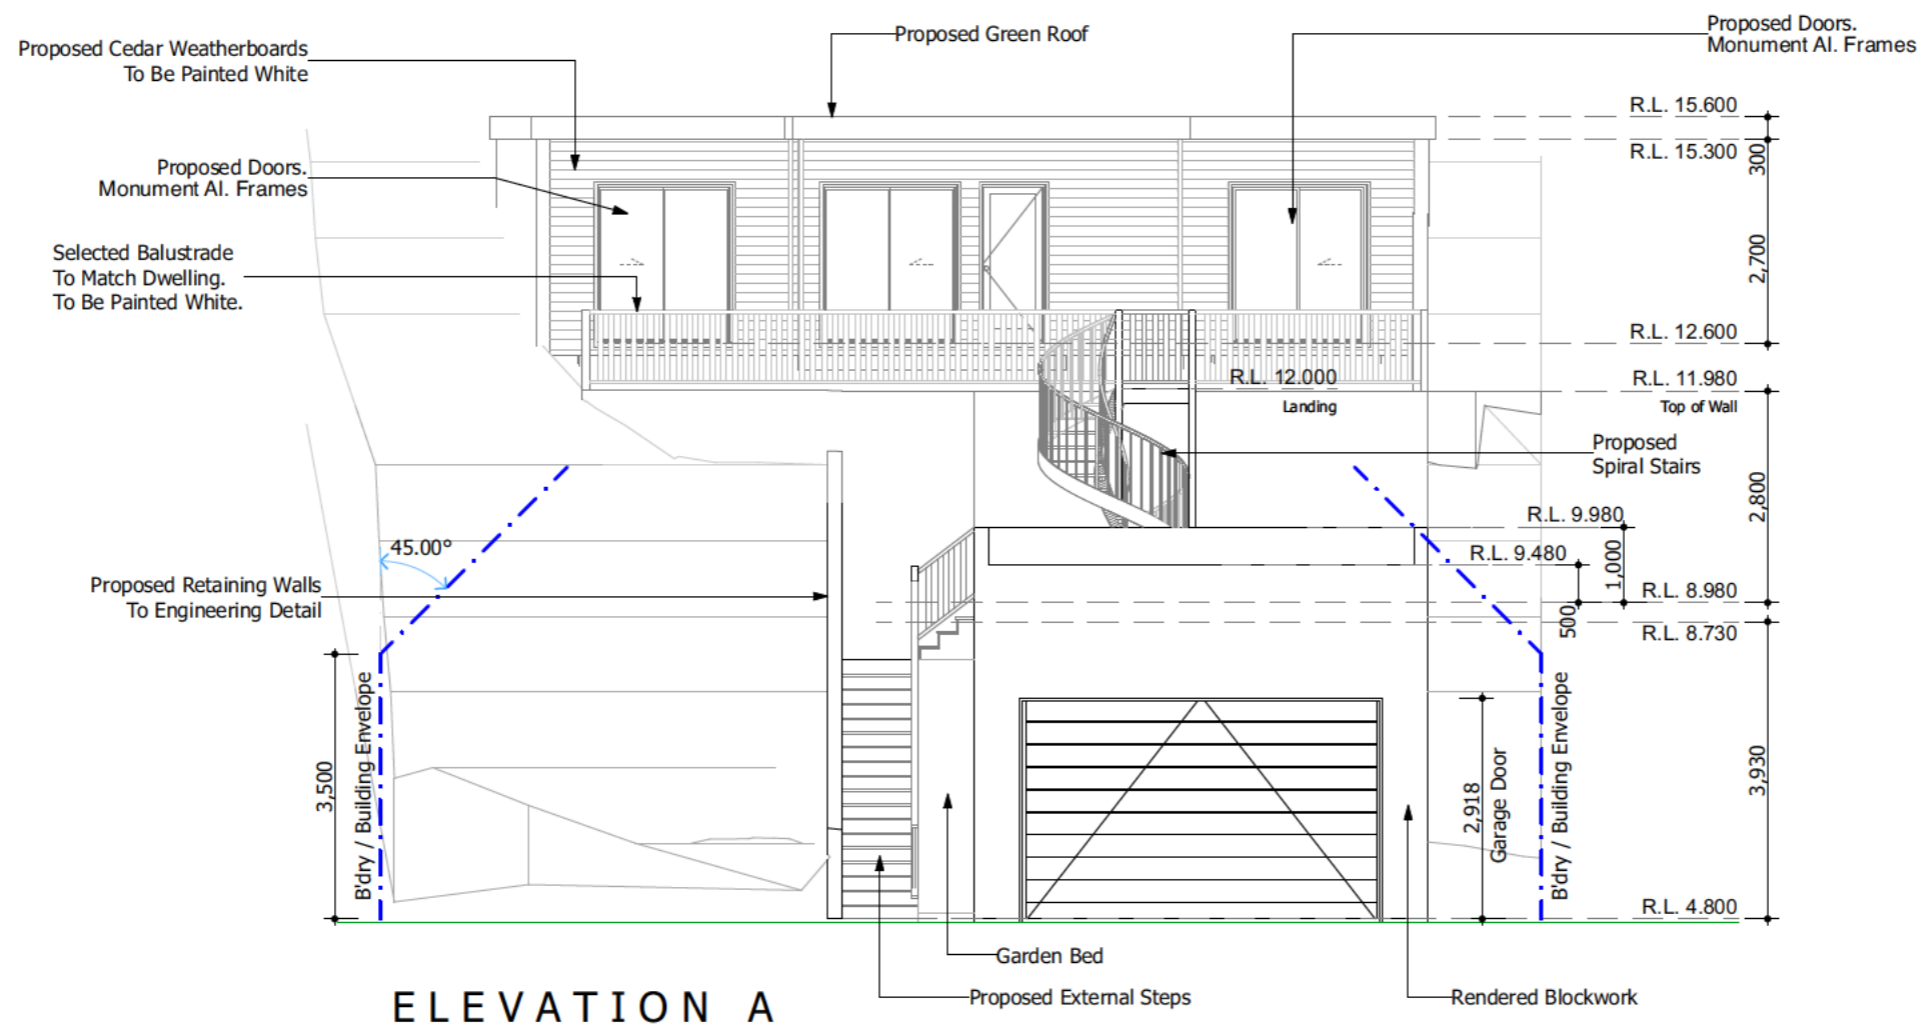 Proposed Cedar Weatherboards
To Be Painted White
Proposed Green Roof
Proposed Doors.
Monument Al. Frames
R.L. 15.600
R.L. 15.300
300
Proposed Doors.
Monument Al. Frames
Selected Balustrade
To Match Dwelling.
To Be Painted White.
2,700
R.L. 12.600
R.L. 12.000
Landing
R.L. 11.980
Top of Wall
Proposed
Spiral Stairs
2,800
R.L. 9.980
R.L. 9.480
1,000
500
R.L. 8.980
R.L. 8.730
45.00°
Proposed Retaining Walls
To Engineering Detail
3,500
B'dry / Building Envelope
2,918
Garage Door
B'dry / Building Envelope
3,930
R.L. 4.800
Garden Bed
Proposed External Steps
Rendered Blockwork
ELEVATION A